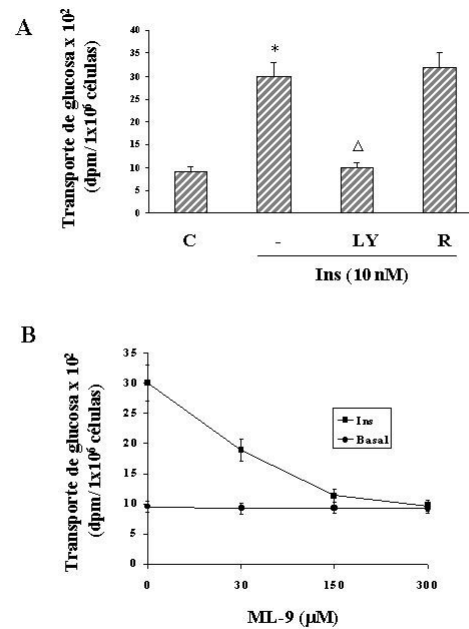 A
Transporte de glucosa x 10²
(dpm/1x10⁶ células)
40
35
30
25
20
15
10
5
0
*
Δ
C
-
LY
R
Ins (10 nM)
B
Transporte de glucosa x 10²
(dpm/1x10⁶ células)
35
30
25
20
15
10
5
0
Ins
Basal
0
30
150
300
ML-9 (µM)